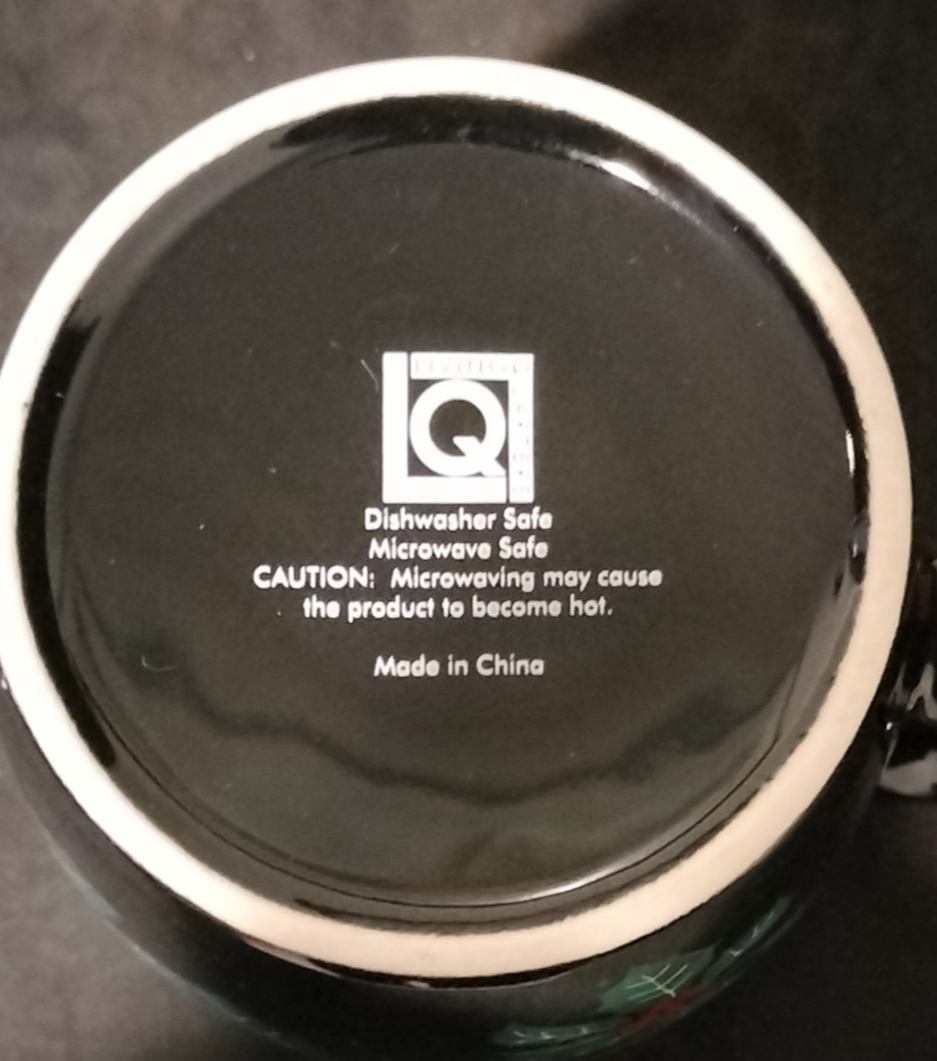 LQ
Dishwasher Safe
Microwave Safe
CAUTION: Microwaving may cause
the product to become hot.
Made in China